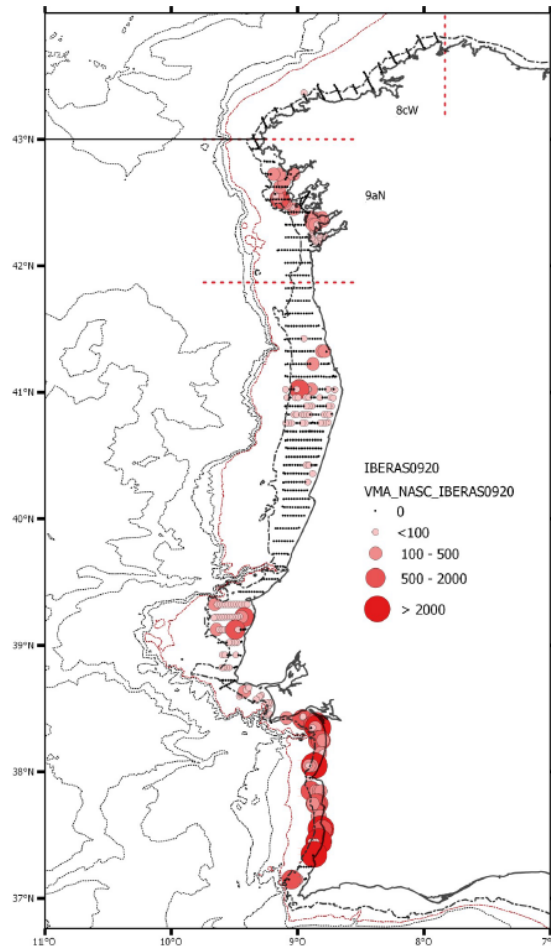 8cW
43°N
9aN
42°N
41°N
IBERAS0920
VMA_NASC_IBERAS0920
0
<100
40°N
100 - 500
500 - 2000
> 2000
39°N
38°N
37°N
11°O
10°O
9°O
8°O